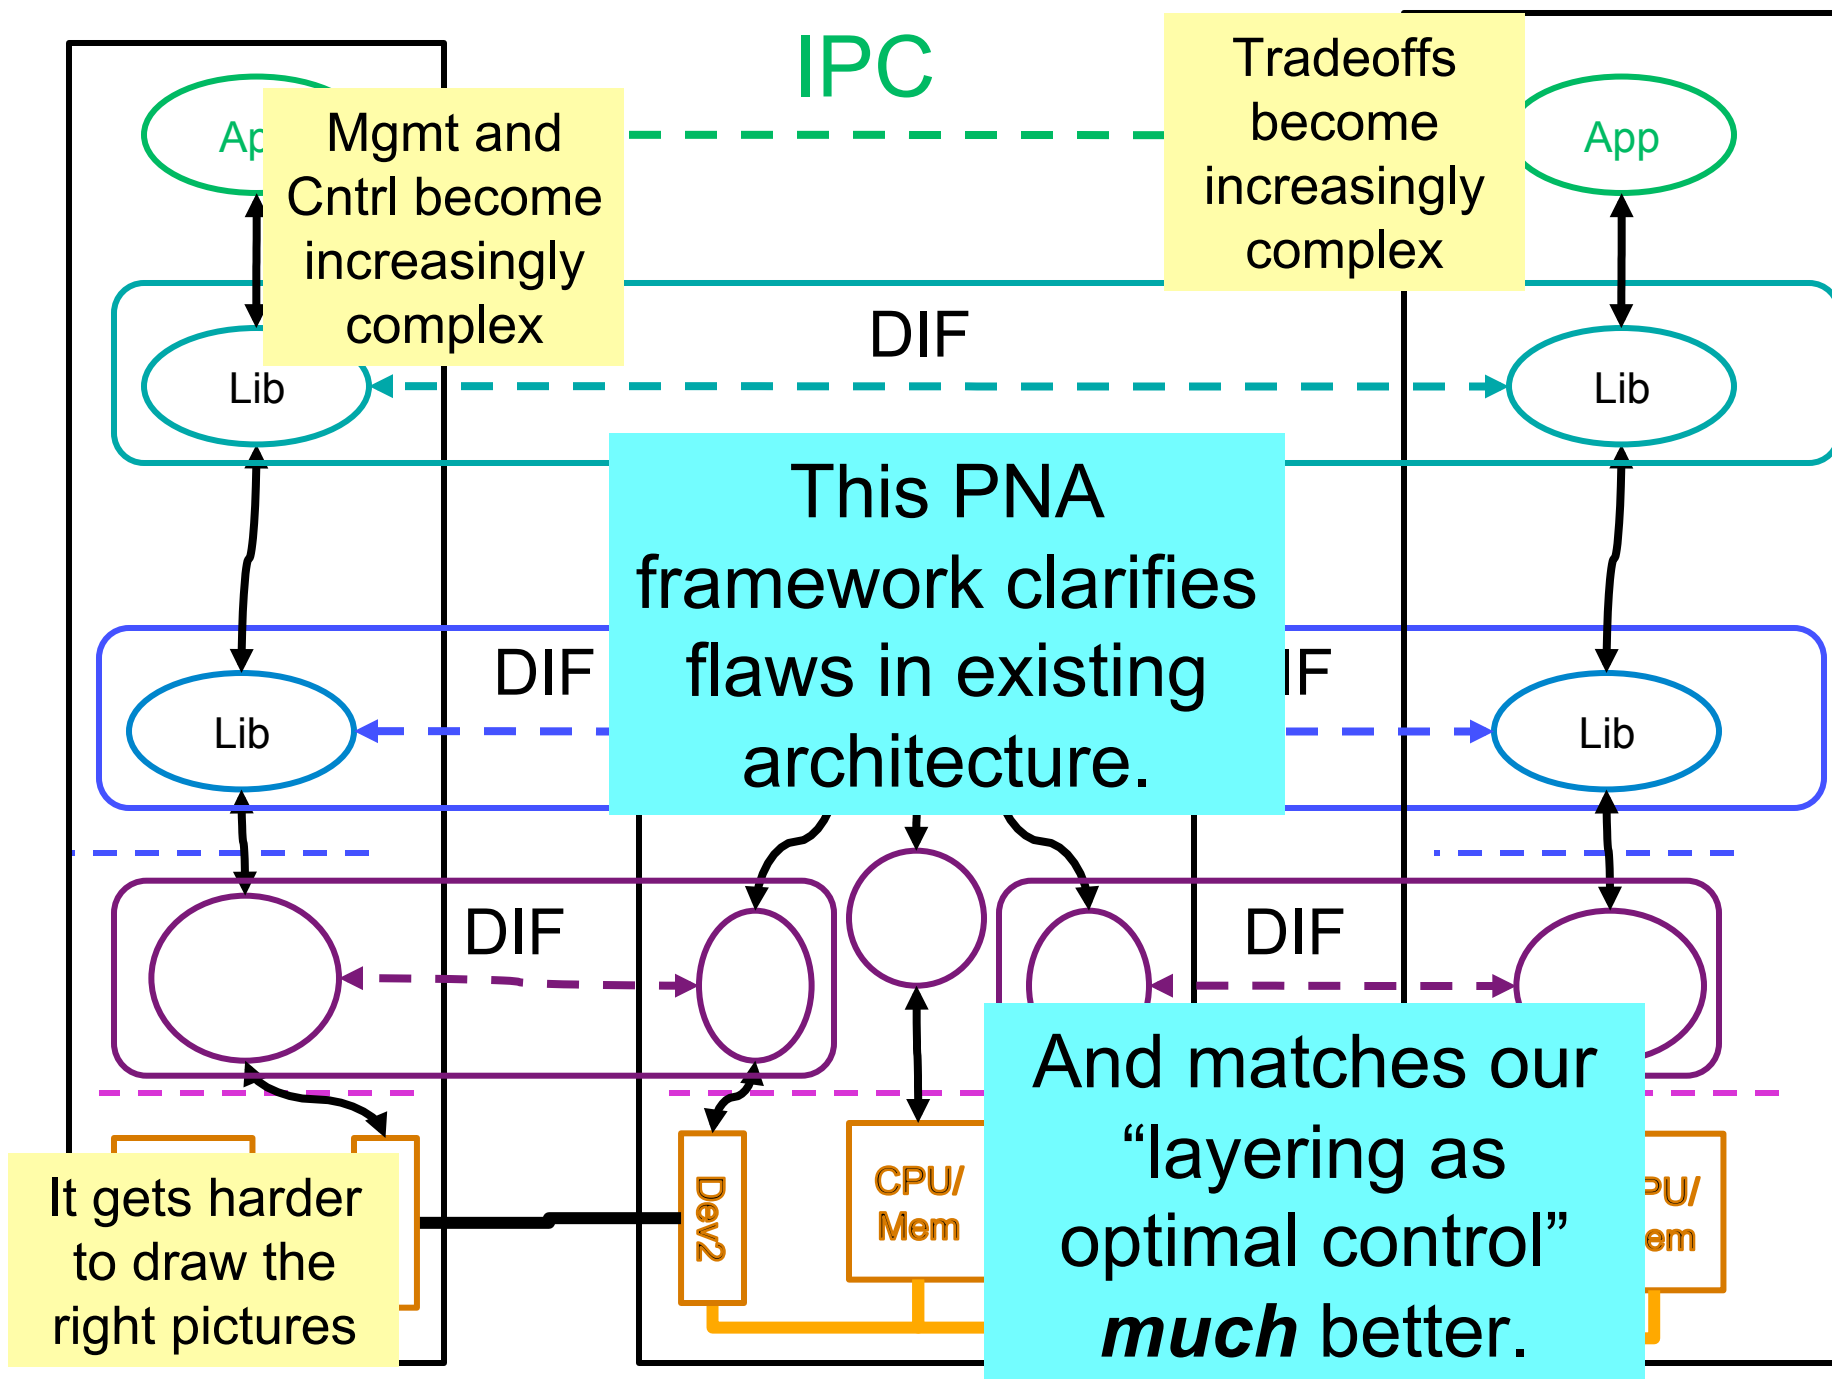 IPC
Tradeoffs
become
increasingly
complex
App
Mgmt and
Cntrl become
increasingly
complex
DIF
Lib
Lib
This PNA
framework clarifies
flaws in existing
architecture.
DIF
Lib
Lib
DIF
DIF
And matches our
“layering as
optimal control”
much better.
Dev2
CPU/
Mem
It gets harder
to draw the
right pictures